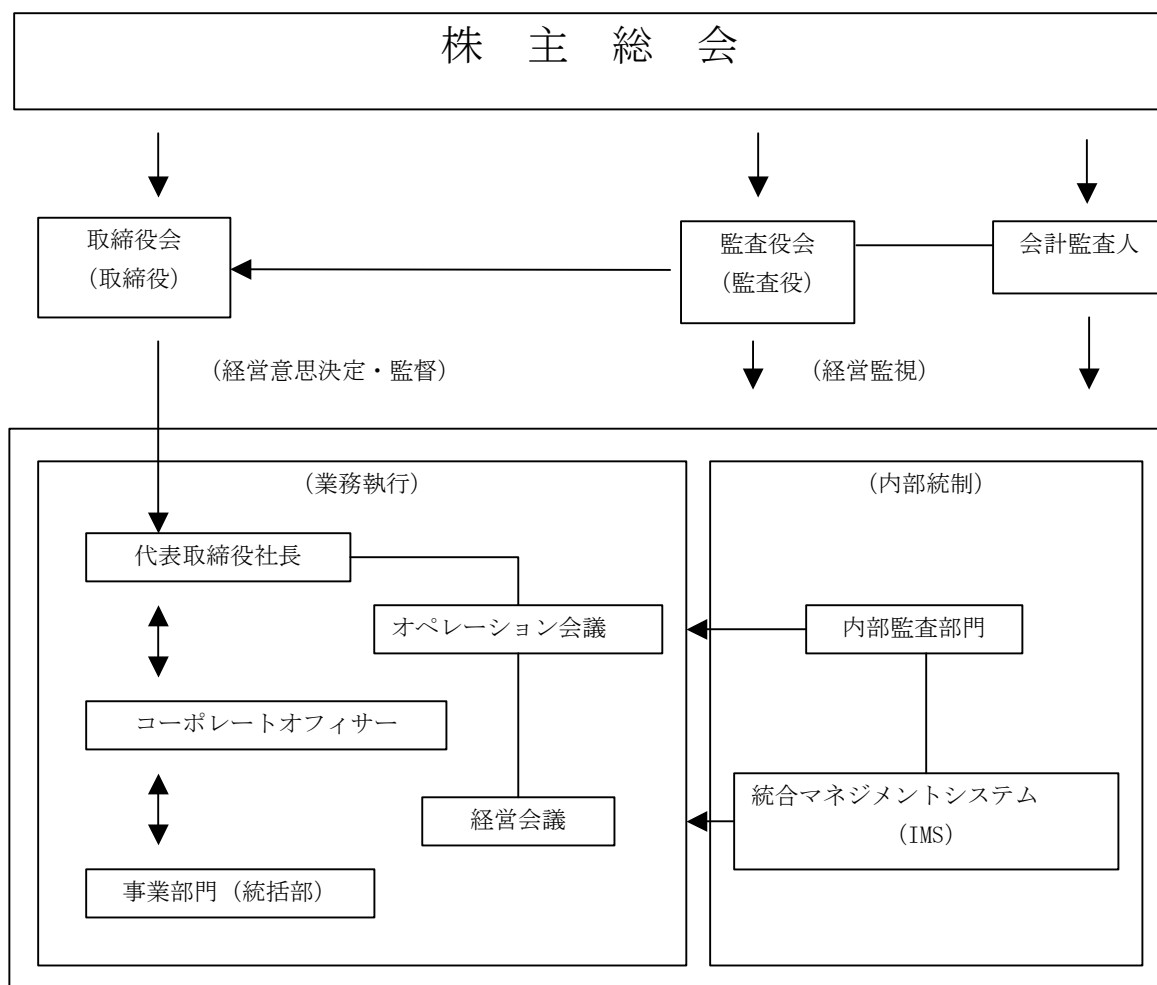 株 主 総 会
取締役会
(取締役)
監査役会
(監査役)
会計監査人
(経営意思決定・監督)
(経営監視)
(業務執行)
(内部統制)
代表取締役社長
オペレーション会議
内部監査部門
コーポレートオフィサー
統合マネジメントシステム
(IMS)
経営会議
事業部門(統括部)